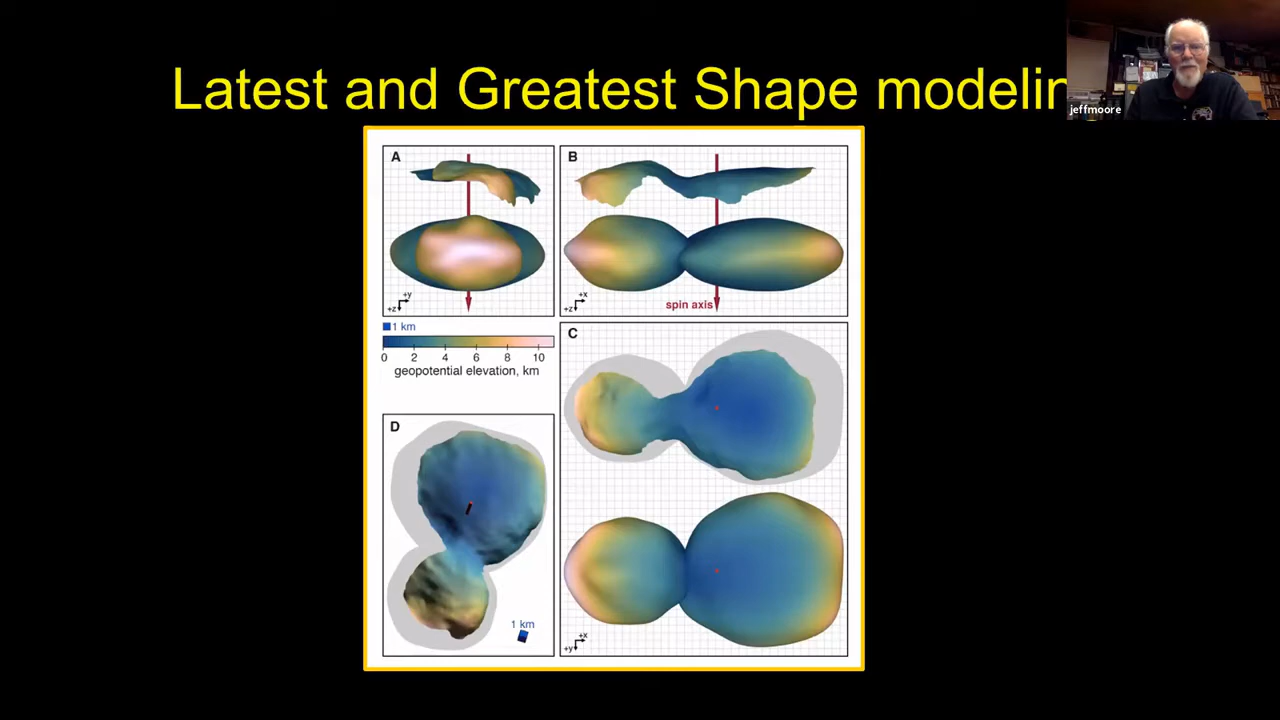 Latest and Greatest Shape modelin
jeffmoore
A
B
+y
+z
+x
+z
spin axis
1 km
0 2 4 6 8 10
geopotential elevation, km
C
D
1 km
+x
+y